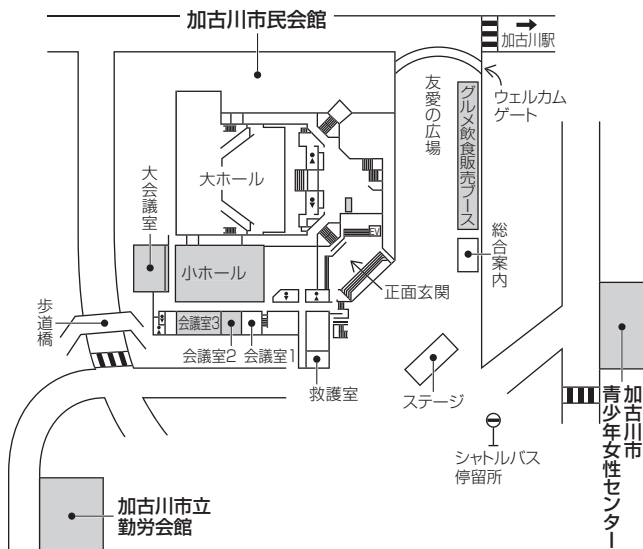 加古川市民会館
加古川駅
ウェルカム
ゲート
友愛の広場
グルメ飲食販売ブース
大ホール
大会議室
小ホール
EV
総合案内
正面玄関
歩道橋
会議室3
会議室2
会議室1
救護室
ステージ
シャトルバス
停留所
加古川市
青少年女性センター
加古川市立
勤労会館